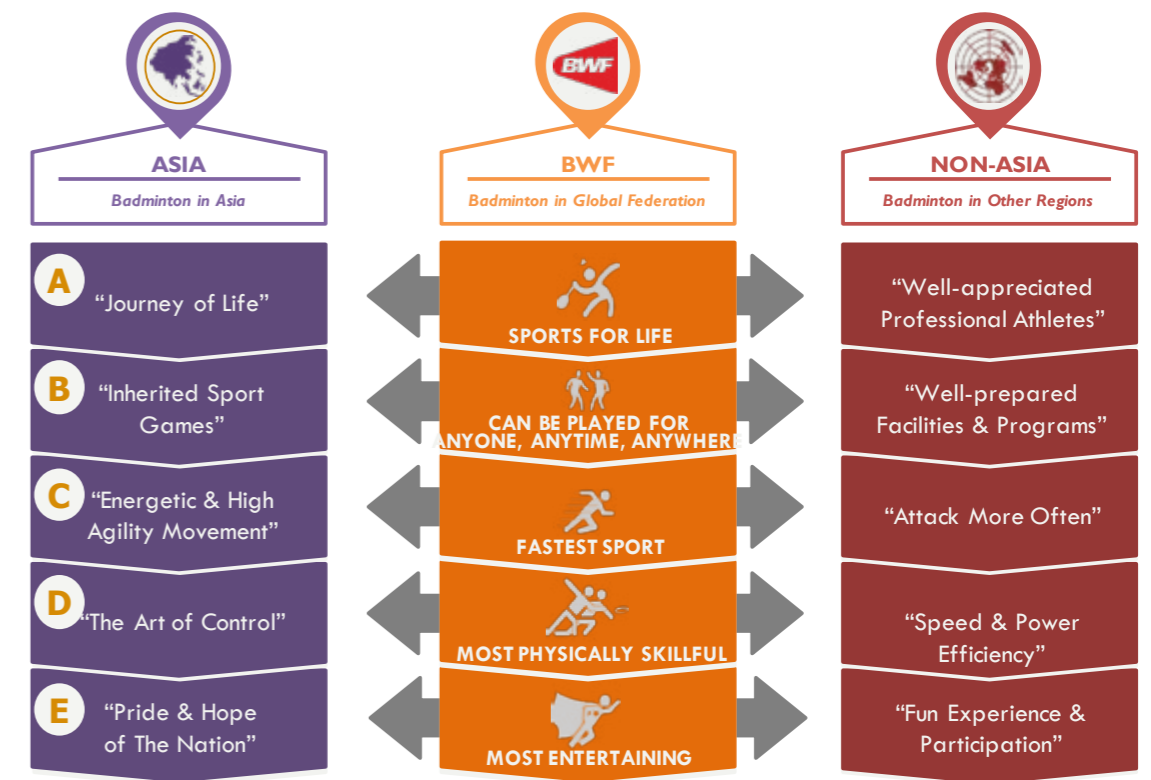 BWF
ASIA
Badminton in Asia
BWF
Badminton in Global Federation
NON-ASIA
Badminton in Other Regions
A
“Journey of Life”
SPORTS FOR LIFE
“Well-appreciated
Professional Athletes”
B
“Inherited Sport
Games”
CAN BE PLAYED FOR
ANYONE, ANYTIME, ANYWHERE
“Well-prepared
Facilities & Programs”
C
“Energetic & High
Agility Movement”
FASTEST SPORT
“Attack More Often”
D
“The Art of Control”
MOST PHYSICALLY SKILLFUL
“Speed & Power
Efficiency”
E
“Pride & Hope
of The Nation”
MOST ENTERTAINING
“Fun Experience &
Participation”